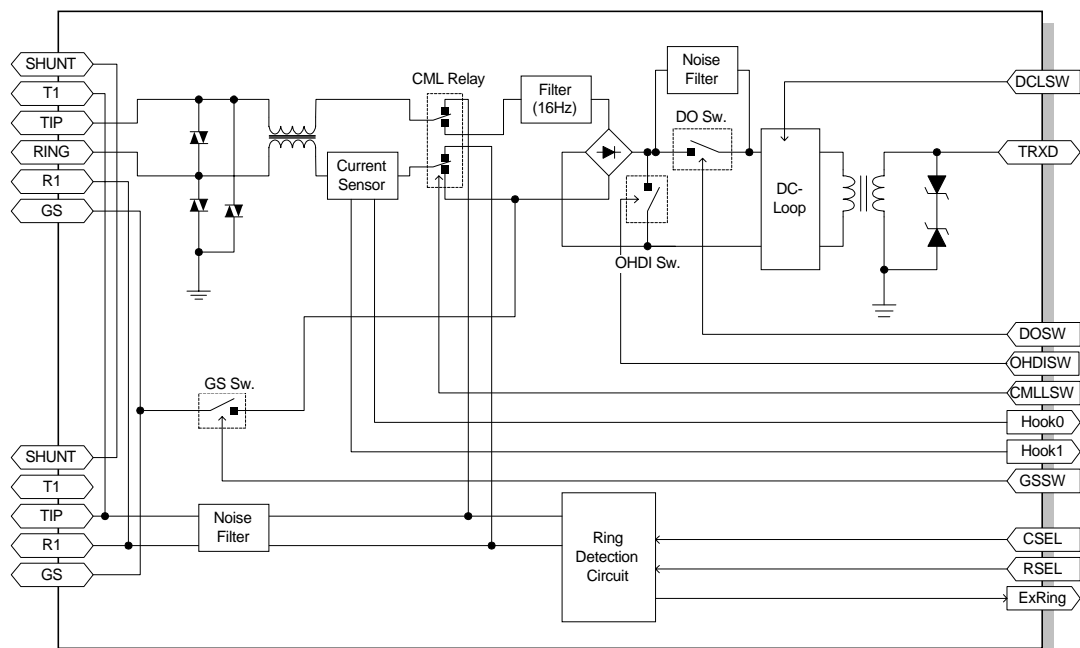 SHUNT
T1
TIP
RING
R1
GS
CML Relay
Current
Sensor
Filter
(16Hz)
Noise
Filter
DO Sw.
OHDI Sw.
DC-
Loop
DCLSW
TRXD
DOSW
OHDISW
CMLLSW
Hook0
Hook1
GSSW
GS Sw.
SHUNT
T1
TIP
R1
GS
Noise
Filter
Ring
Detection
Circuit
CSEL
RSEL
ExRing